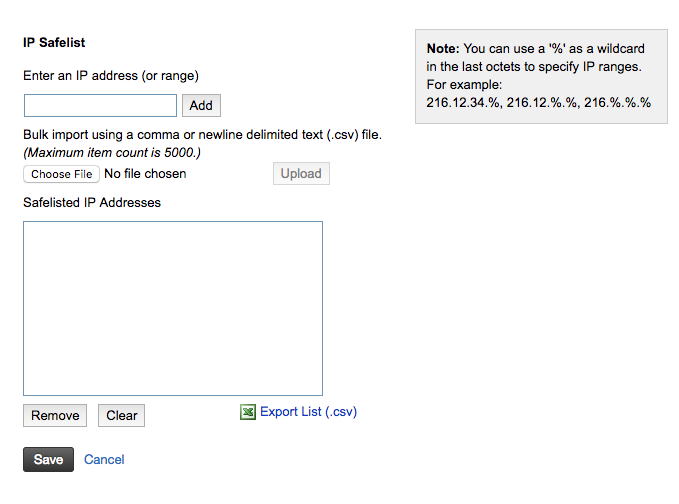 IP Safelist
Enter an IP address (or range)
Add
Bulk import using a comma or newline delimited text (.csv) file.
(Maximum item count is 5000.)
Choose File No file chosen Upload
Safelisted IP Addresses
Remove Clear Export List (.csv)
Save Cancel
Note: You can use a '%' as a wildcard
in the last octets to specify IP ranges.
For example:
216.12.34.%, 216.12.%.%, 216.%.%.%